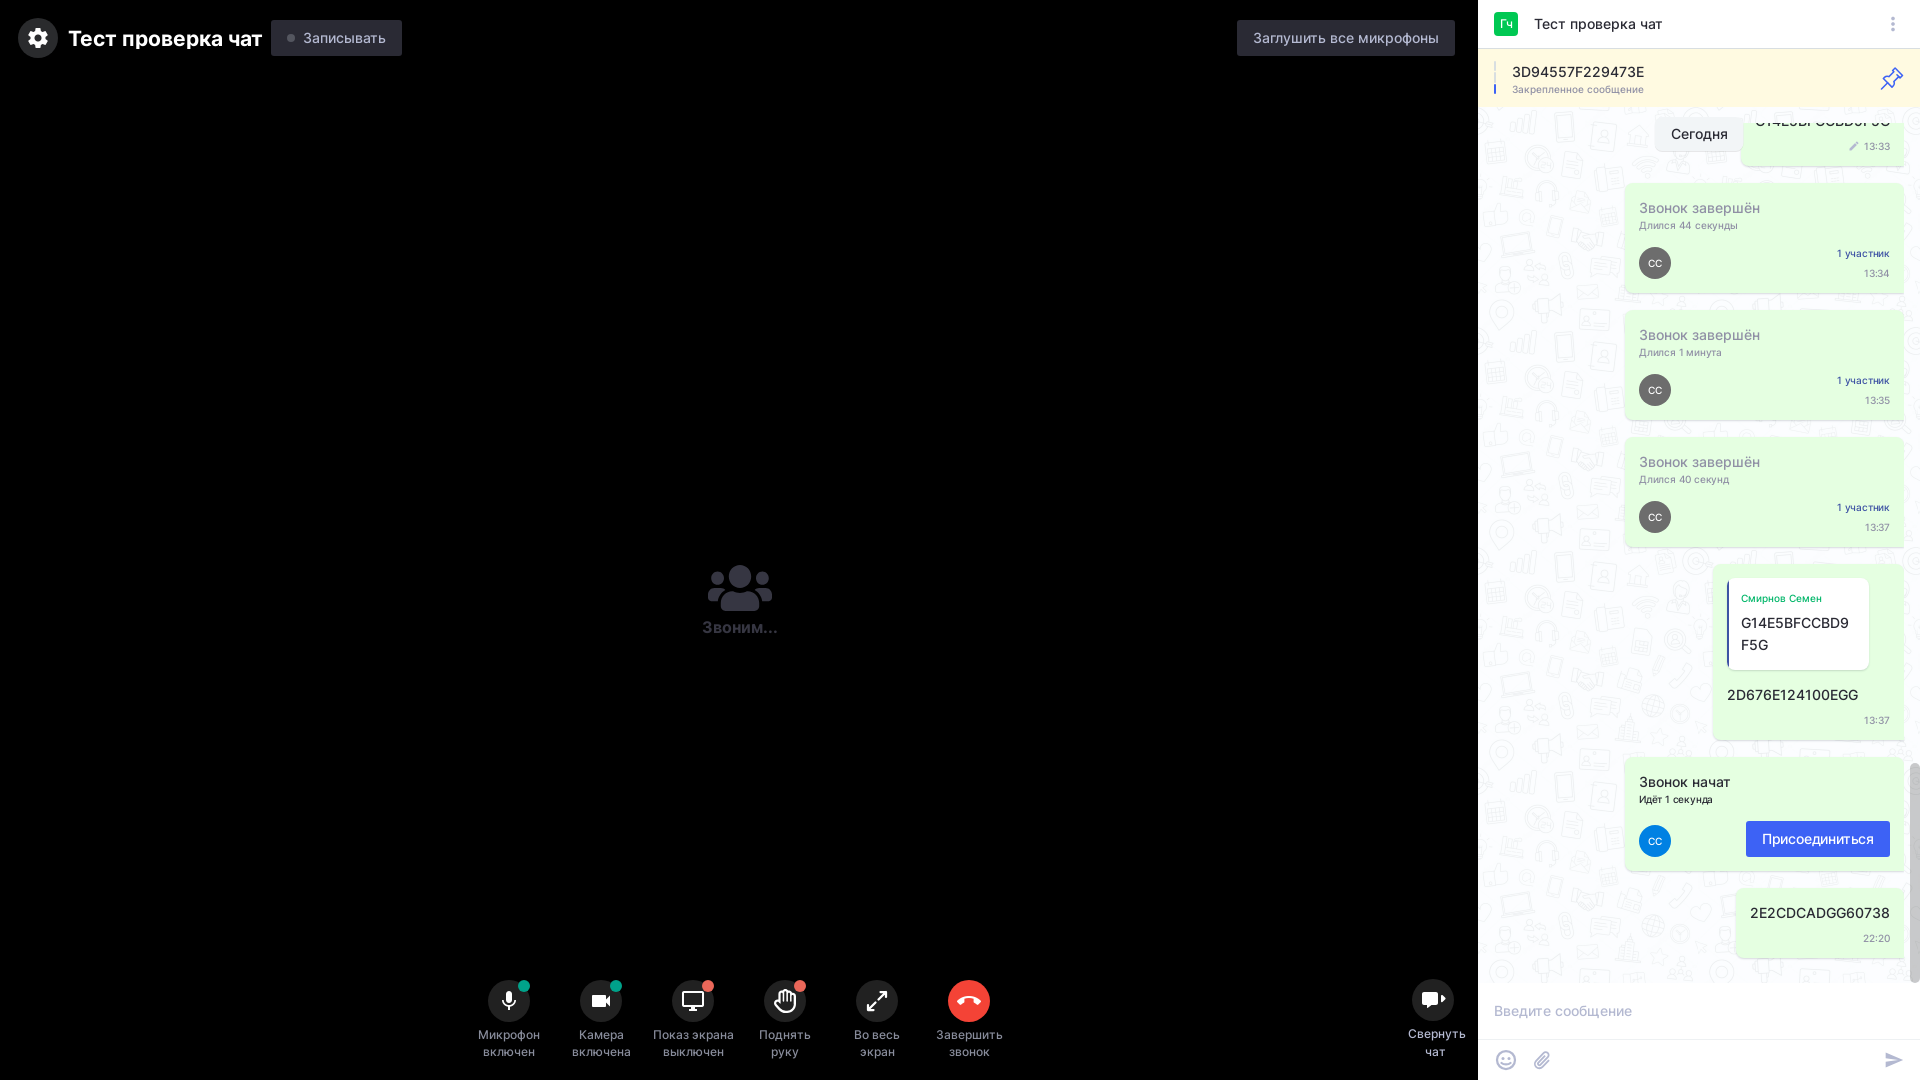 Тест проверка чат
Записывать
Заглушить все микрофоны
Звоним...
Микрофон
включен
Камера
включена
Показ экрана
выключен
Поднять
руку
Во весь
экран
Завершить
звонок
Свернуть
чат
Гч
Тест проверка чат
3D94557F229473E
Закрепленное сообщение
Сегодня
13:33
Звонок завершён
Длился 44 секунды
СС
1 участник
13:34
Звонок завершён
Длился 1 минута
СС
1 участник
13:35
Звонок завершён
Длился 40 секунд
СС
1 участник
13:37
Смирнов Семен
G14E5BFCCBD9
F5G
2D676E124100EGG
13:37
Звонок начат
Идёт 1 секунда
СС
Присоединиться
2E2CDCADGG60738
22:20
Введите сообщение